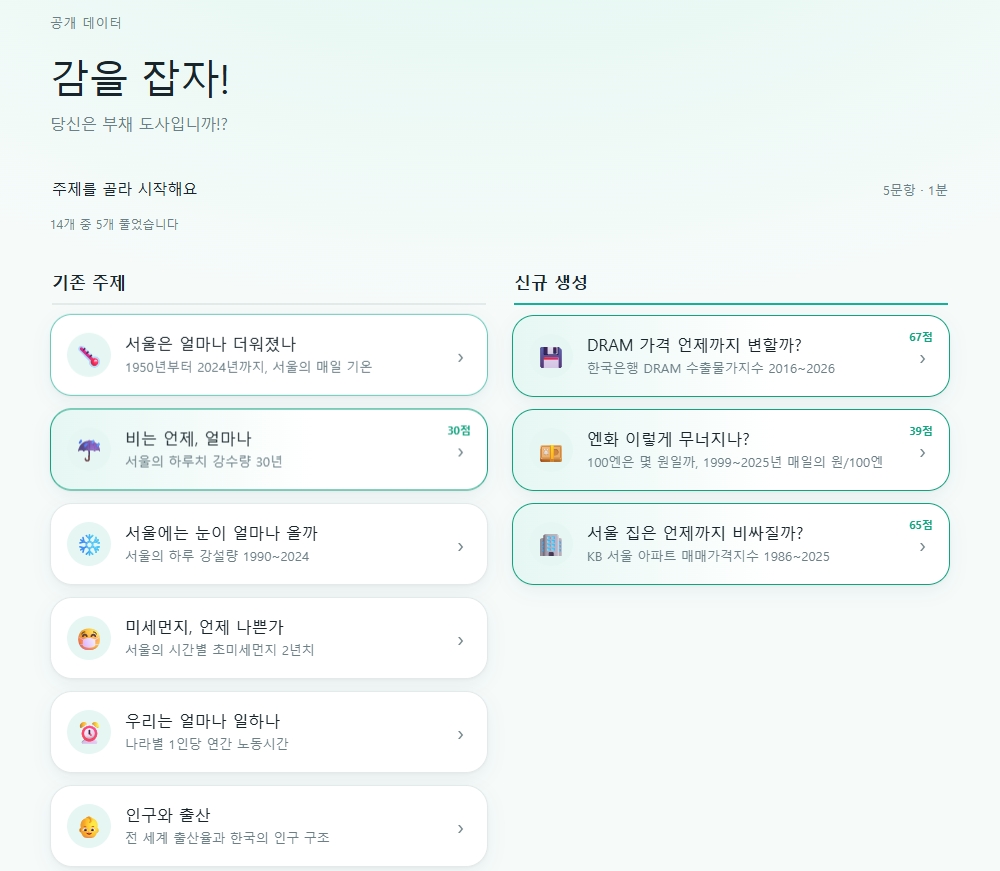 공개 데이터
감을 잡자!
당신은 부채 도사입니까!?
주제를 골라 시작해요
5문항 · 1분
14개 중 5개 풀었습니다
기존 주제
서울은 얼마나 더워졌나
1950년부터 2024년까지, 서울의 매일 기온
비는 언제, 얼마나
서울의 하루치 강수량 30년
30점
서울에는 눈이 얼마나 올까
서울의 하루 강설량 1990~2024
미세먼지, 언제 나쁜가
서울의 시간별 초미세먼지 2년치
우리는 얼마나 일하나
나라별 1인당 연간 노동시간
인구와 출산
전 세계 출산율과 한국의 인구 구조
신규 생성
DRAM 가격 언제까지 변할까?
한국은행 DRAM 수출물가지수 2016~2026
67점
엔화 이렇게 무너지나?
100엔은 몇 원일까, 1999~2025년 매일의 원/100엔
39점
서울 집은 언제까지 비싸질까?
KB 서울 아파트 매매가격지수 1986~2025
65점